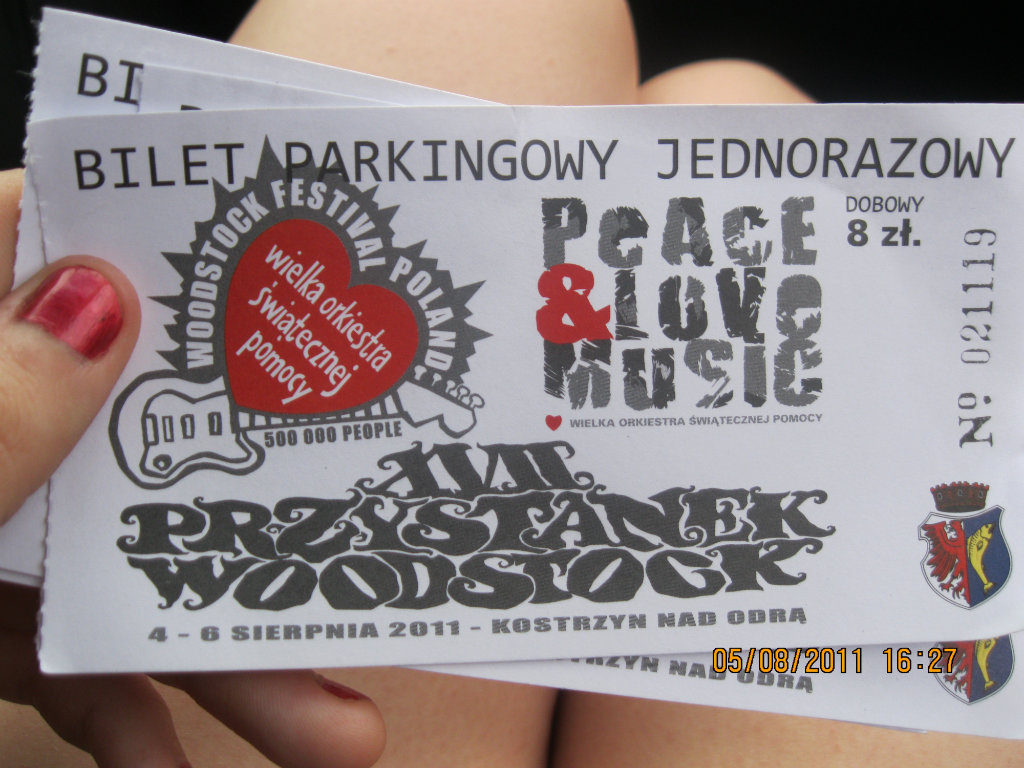 BI
BILET PARKINGOWY JEDNORAZOWY
WOODSTOCK FESTIVAL POLAND
wielka orkiestra
świątecznej
pomocy
500 000 PEOPLE
PEACE
& LOVE
MUSIC
WIELKA ORKIESTRA ŚWIĄTECZNEJ POMOCY
DOBOWY
8 zł.
Nº 021119
XVII
PRZYSTANEK
WOODSTOCK
4 - 6 SIERPNIA 2011 - KOSTRZYN NAD ODRĄ
STRZYN NAD ODRĄ
05/08/2011 16:27